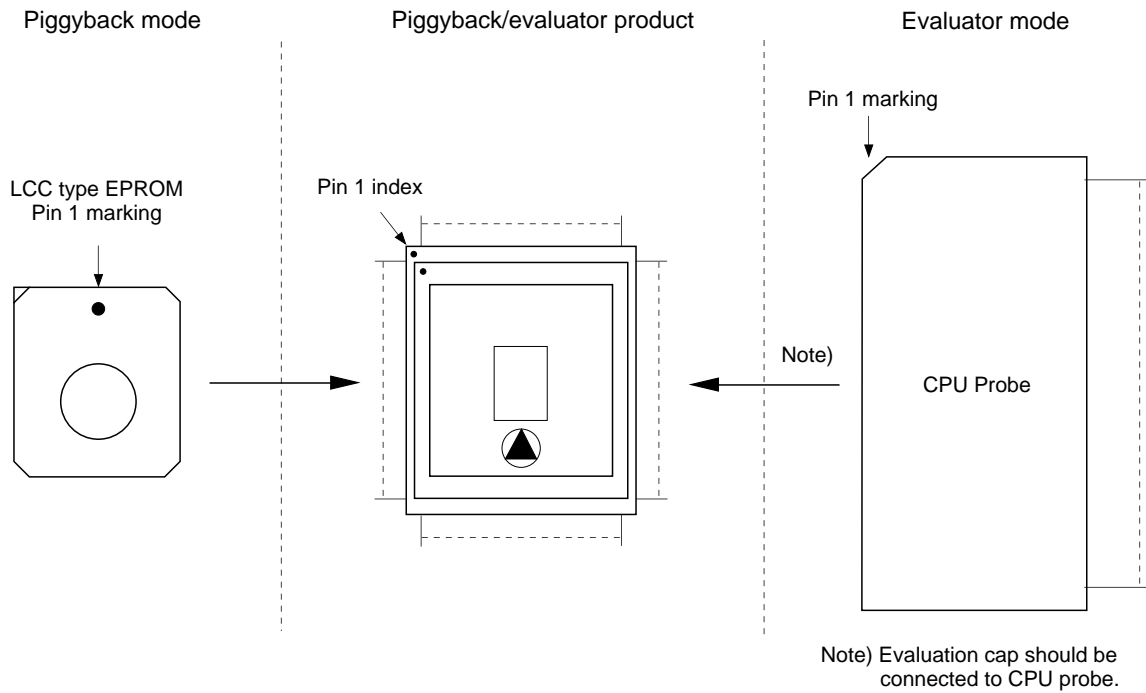 Piggyback mode
Piggyback/evaluator product
Evaluator mode
LCC type EPROM
Pin 1 marking
Pin 1 index
Pin 1 marking
Note)
CPU Probe
Note) Evaluation cap should be
connected to CPU probe.